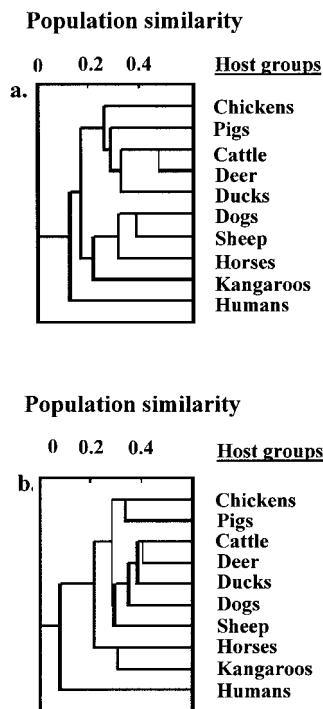 Population similarity
0 0.2 0.4 Host groups
a.
Chickens
Pigs
Cattle
Deer
Ducks
Dogs
Sheep
Horses
Kangaroos
Humans
Population similarity
0 0.2 0.4 Host groups
b.
Chickens
Pigs
Cattle
Deer
Ducks
Dogs
Sheep
Horses
Kangaroos
Humans